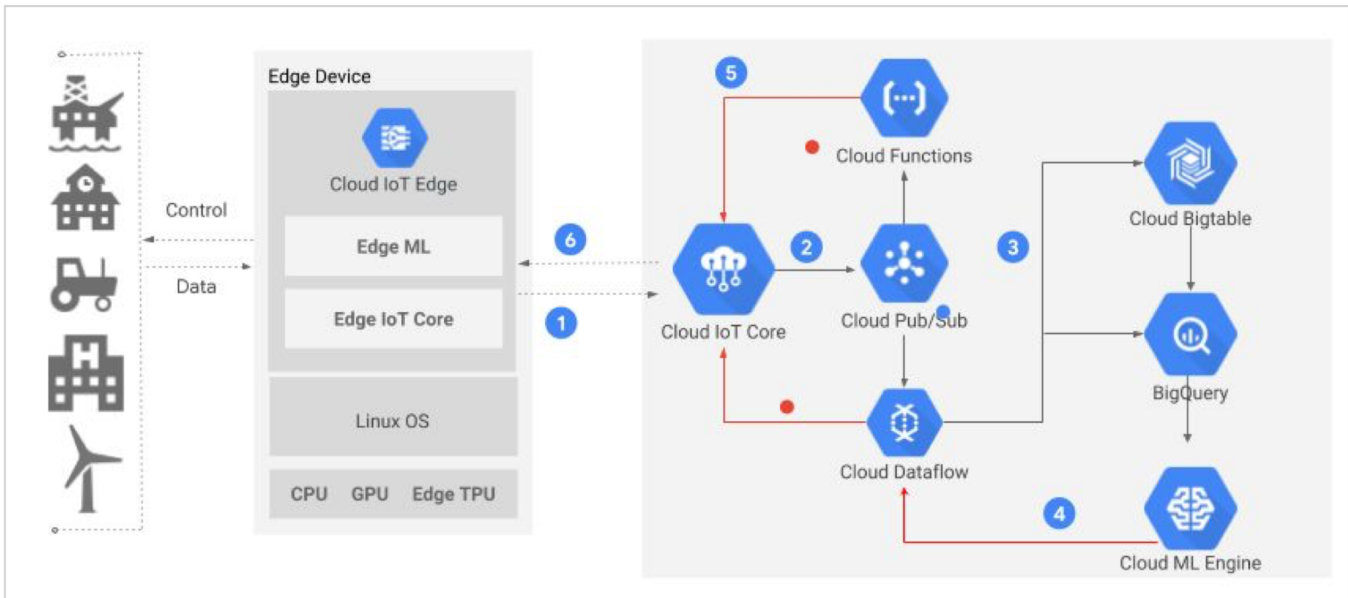 Control
Data
Edge Device
Cloud IoT Edge
Edge ML
Edge IoT Core
Linux OS
CPU GPU Edge TPU
6
1
5
Cloud Functions
2
Cloud IoT Core
Cloud Pub/Sub
3
Cloud Dataflow
Cloud Bigtable
BigQuery
4
Cloud ML Engine
H